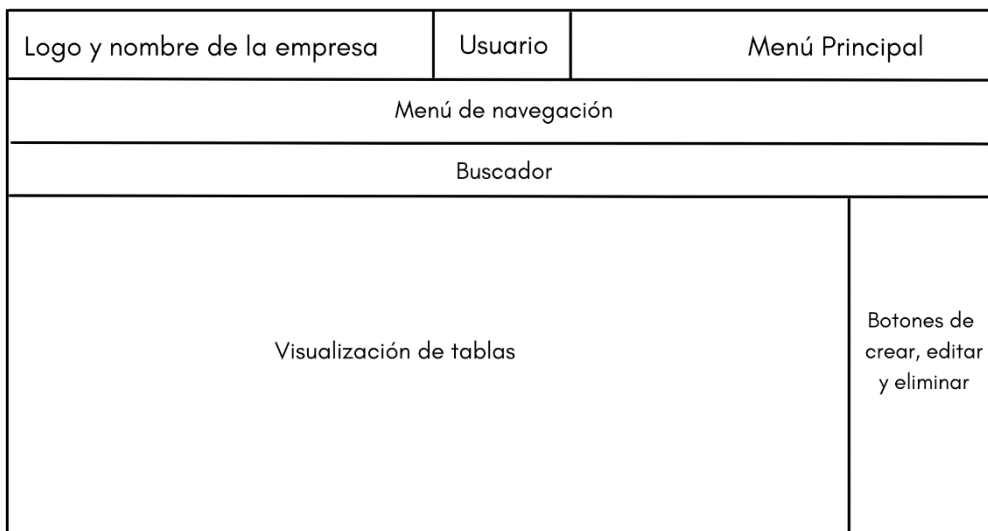 Logo y nombre de la empresa
Usuario
Menú Principal
Menú de navegación
Buscador
Visualización de tablas
Botones de
crear, editar
y eliminar